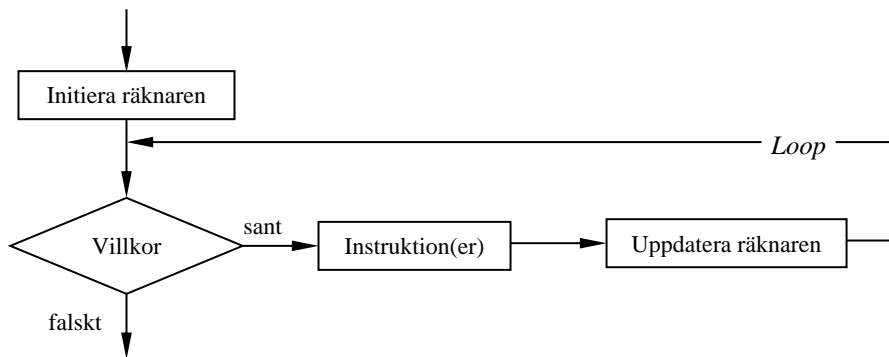 Initiera räknaren
Loop
sant
Villkor
Instruktion(er)
Uppdatera räknaren
falskt